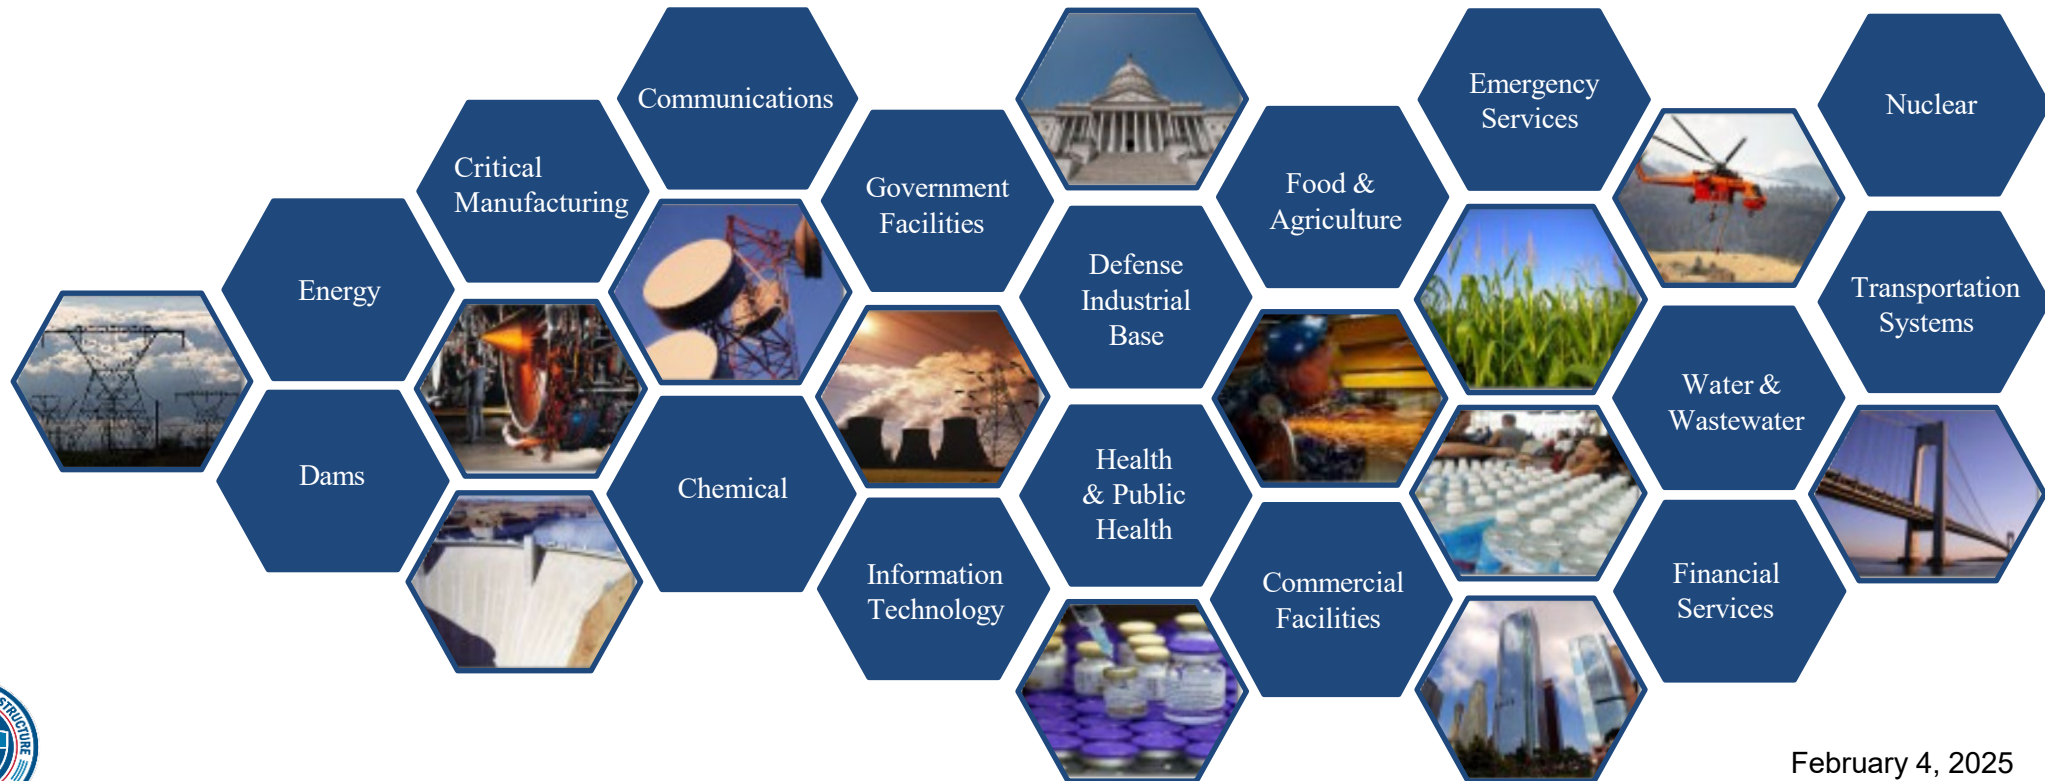 Communications
Critical
Manufacturing
Energy
Dams
Chemical
Government
Facilities
Information
Technology
Defense
Industrial
Base
Health
& Public
Health
Food &
Agriculture
Commercial
Facilities
Emergency
Services
Water &
Wastewater
Financial
Services
Nuclear
Transportation
Systems
STRUCTURE
February 4, 2025